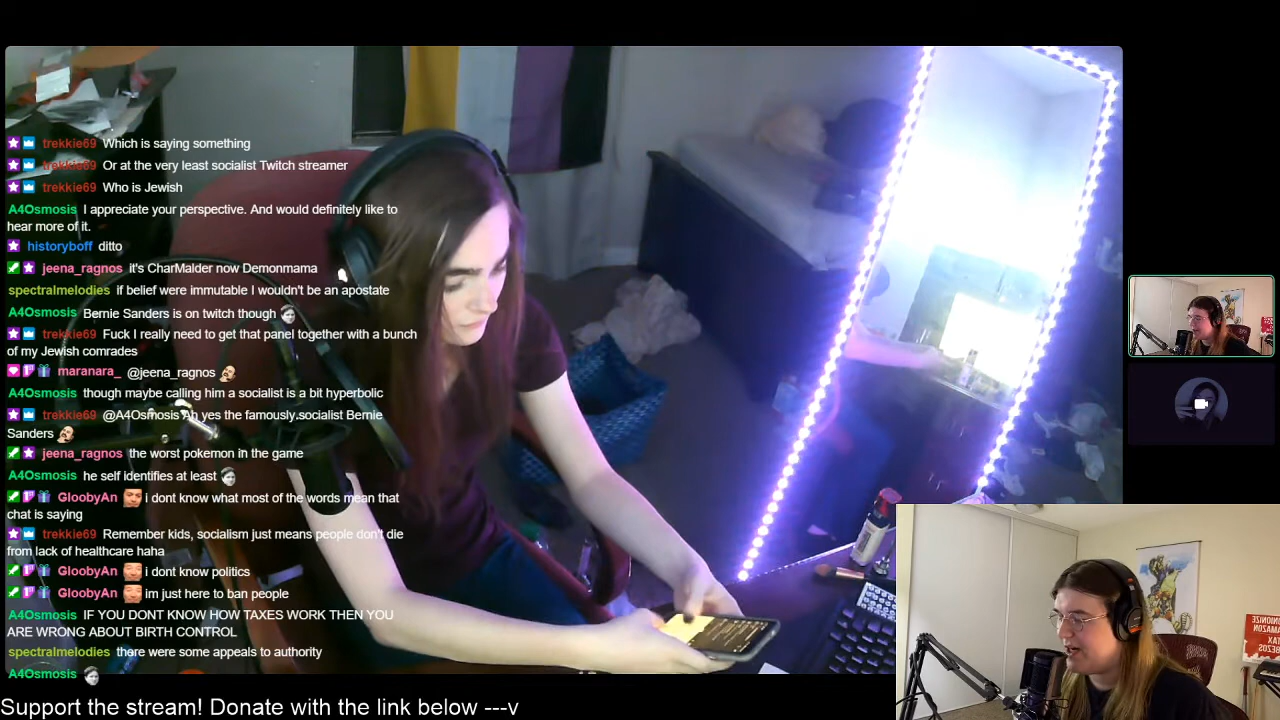 trekkie69 Which is saying something
trekkie69 Or at the very least socialist Twitch streamer
trekkie69 Who is Jewish
A4Osmosis I appreciate your perspective. And would definitely like to
hear more of it.
historyboff ditto
jeena_ragnos it's CharMalder now Demonmama
spectralmelodies if belief were immutable I wouldn't be an apostate
A4Osmosis Bernie Sanders is on twitch though
trekkie69 Fuck I really need to get that panel together with a bunch
of my Jewish comrades
maranara_ @jeena_ragnos
A4Osmosis though maybe calling him a socialist is a bit hyperbolic
trekkie69 @A4Osmosis Ah yes the famously socialist Bernie
Sanders
jeena_ragnos the worst pokemon in the game
A4Osmosis he self identifies at least
GloobyAn i dont know what most of the words mean that
chat is saying
trekkie69 Remember kids, socialism just means people don't die
from lack of healthcare haha
GloobyAn i dont know politics
GloobyAn im just here to ban people
A4Osmosis IF YOU DONT KNOW HOW TAXES WORK THEN YOU
ARE WRONG ABOUT BIRTH CONTROL
spectralmelodies there were some appeals to authority
A4Osmosis
Support the stream! Donate with the link below ---v
UNIONIZE
AMAZON
TAX
BEZOS